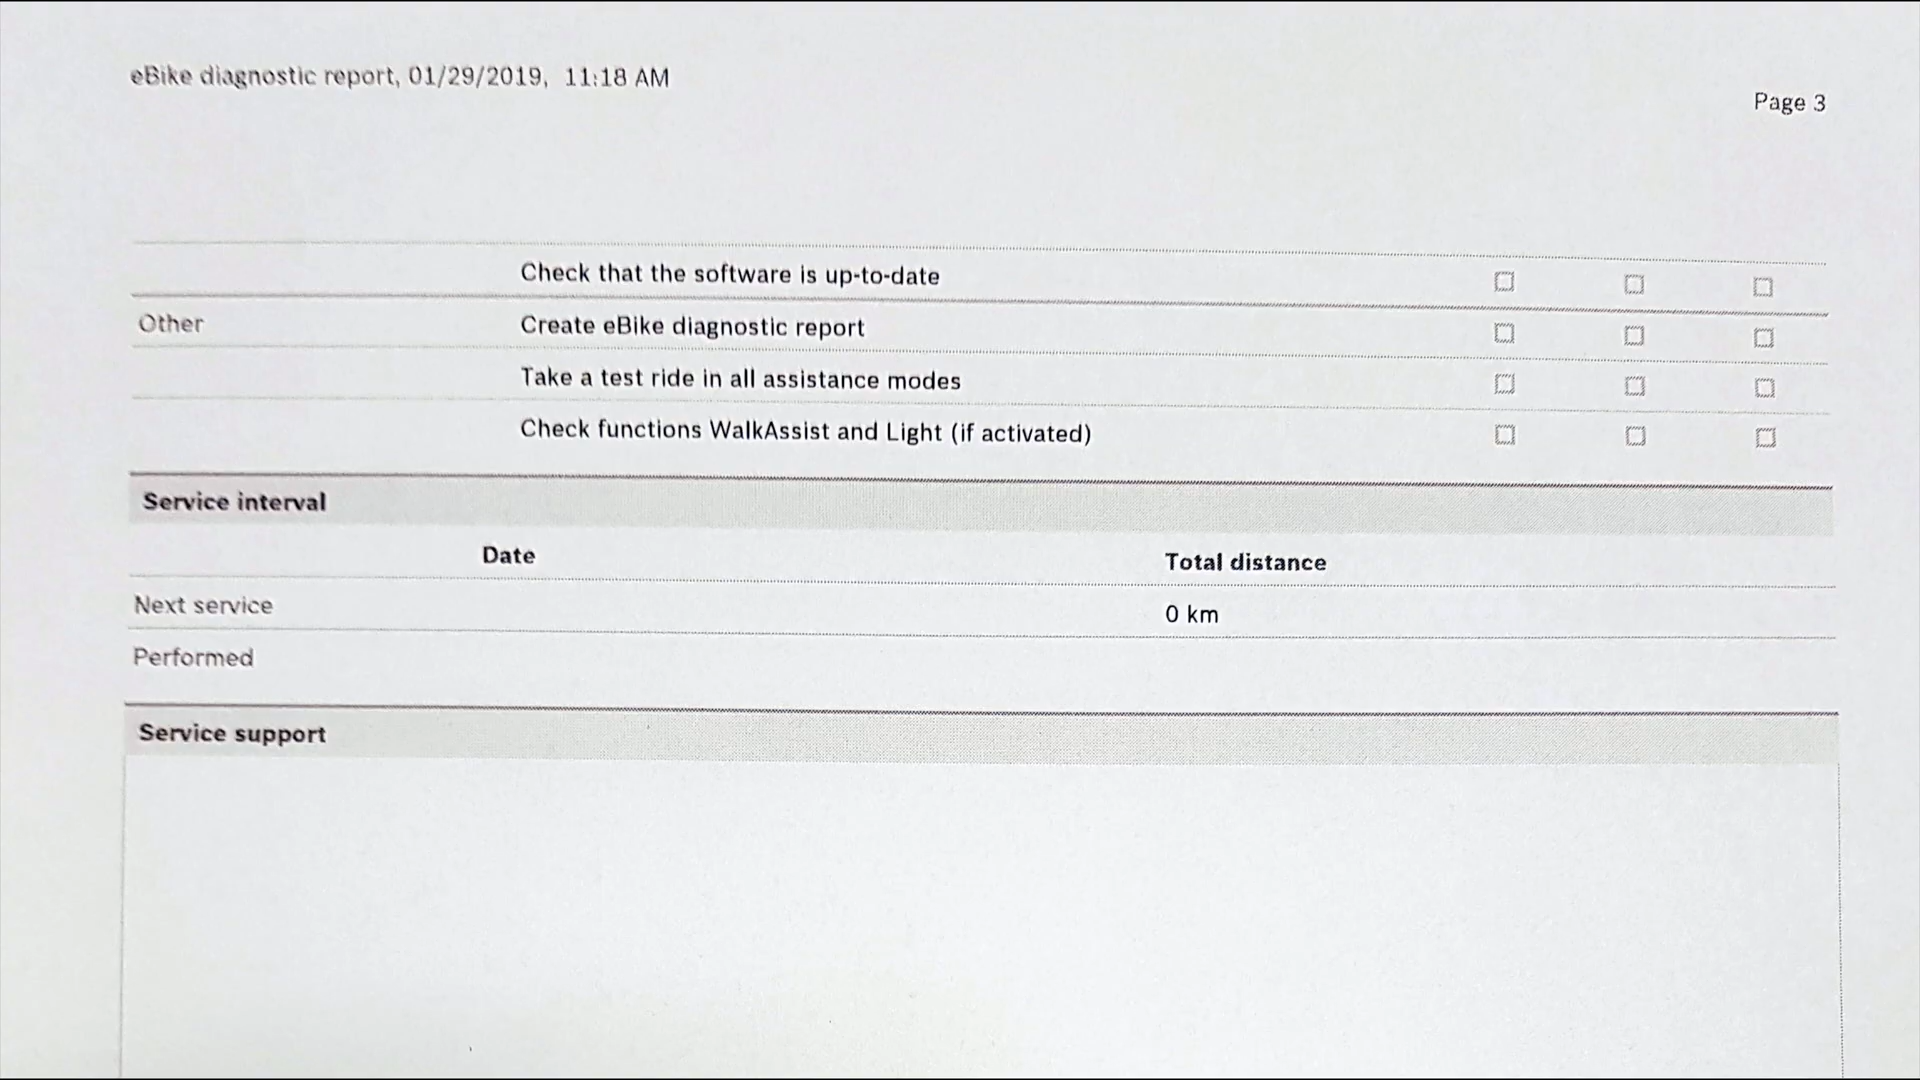 eBike diagnostic report, 01/29/2019, 11:18 AM
Page 3
Check that the software is up-to-date
Other Create eBike diagnostic report
Take a test ride in all assistance modes
Check functions WalkAssist and Light (if activated)
Service interval
Date Total distance
Next service 0 km
Performed
Service support